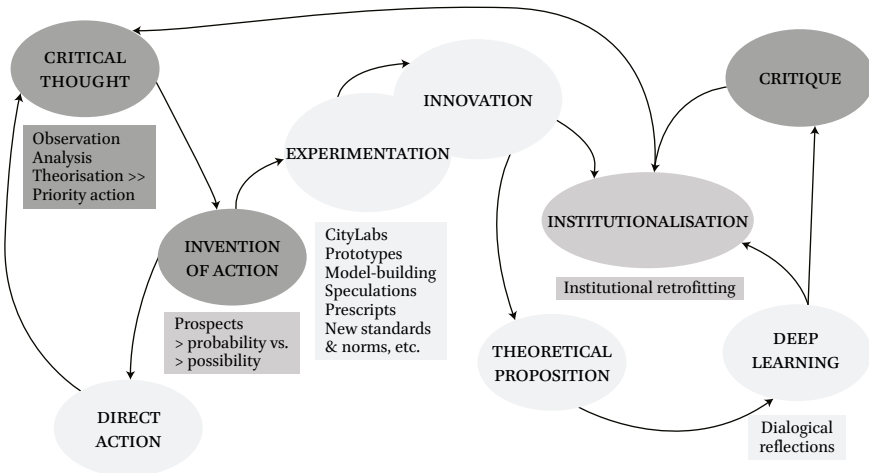 CRITICAL
THOUGHT
Observation
Analysis
Theorisation >>
Priority action
INVENTION
OF ACTION
Prospects
> probability vs.
> possibility
DIRECT
ACTION
EXPERIMENTATION
INNOVATION
CityLabs
Prototypes
Model-building
Speculations
Prescripts
New standards
& norms, etc.
THEORETICAL
PROPOSITION
INSTITUTIONALISATION
Institutional retrofitting
CRITIQUE
DEEP
LEARNING
Dialogical
reflections